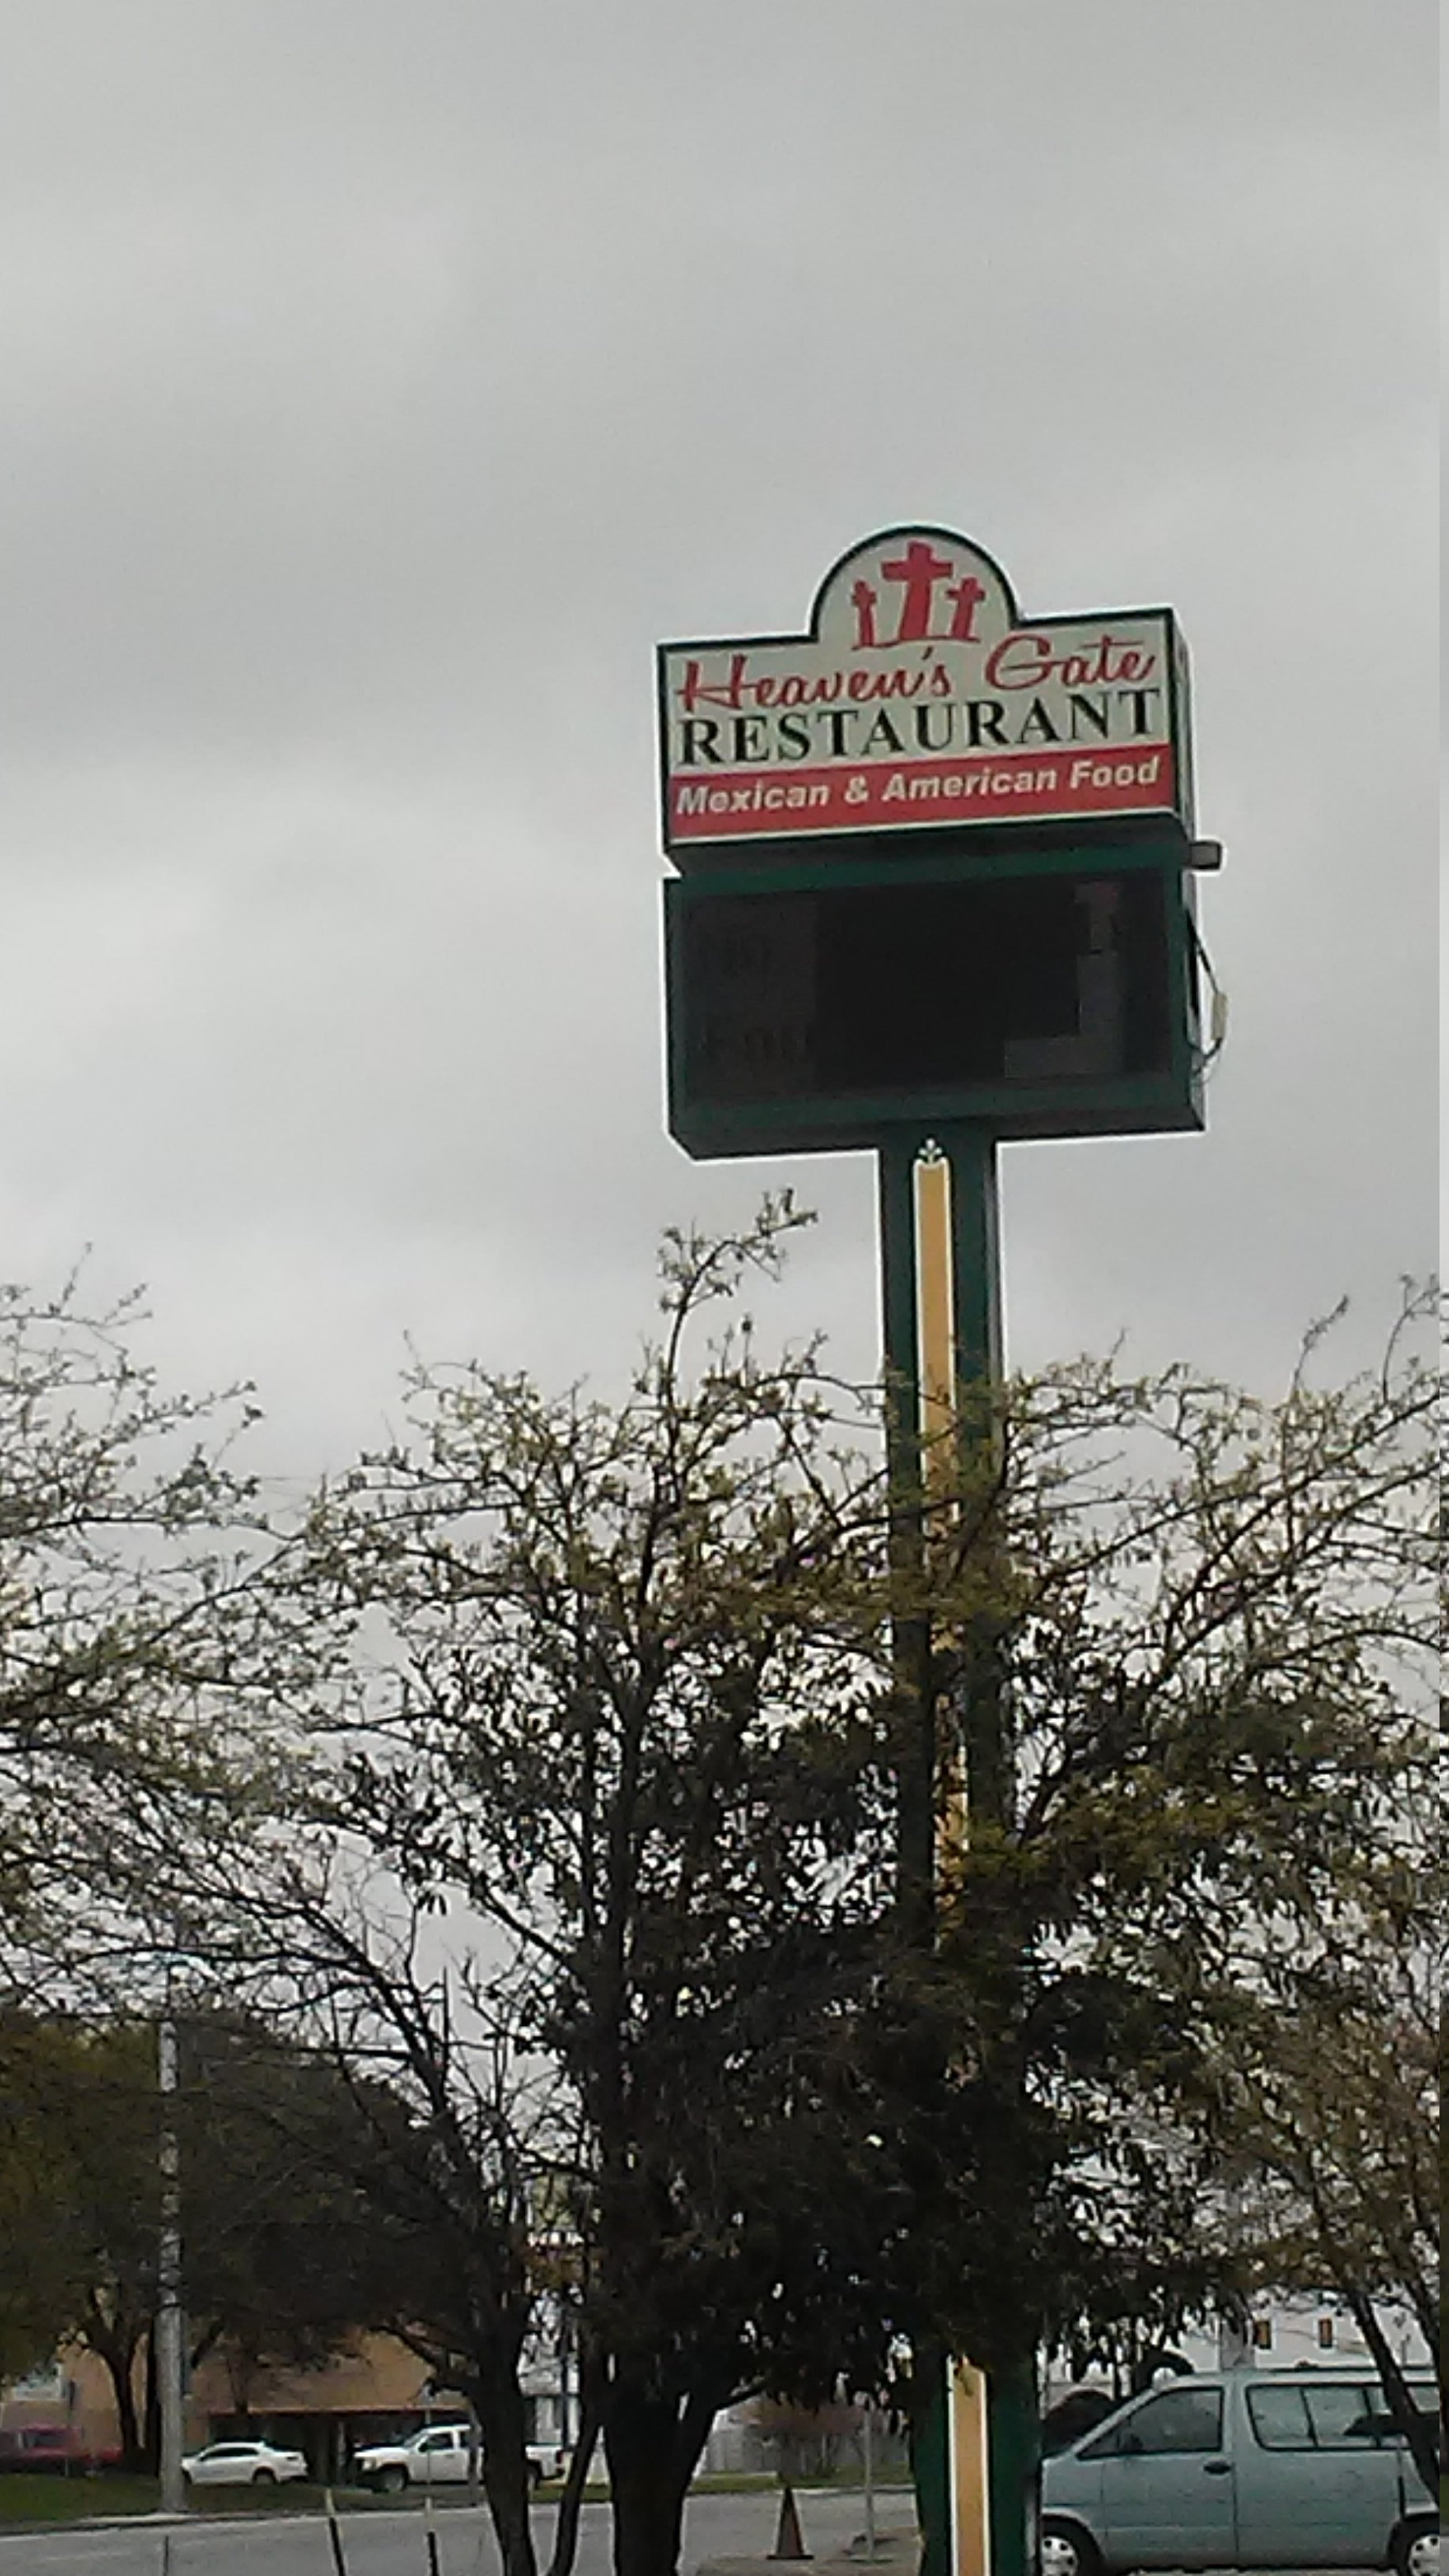 Heaven's Gate
RESTAURANT
Mexican & American Food